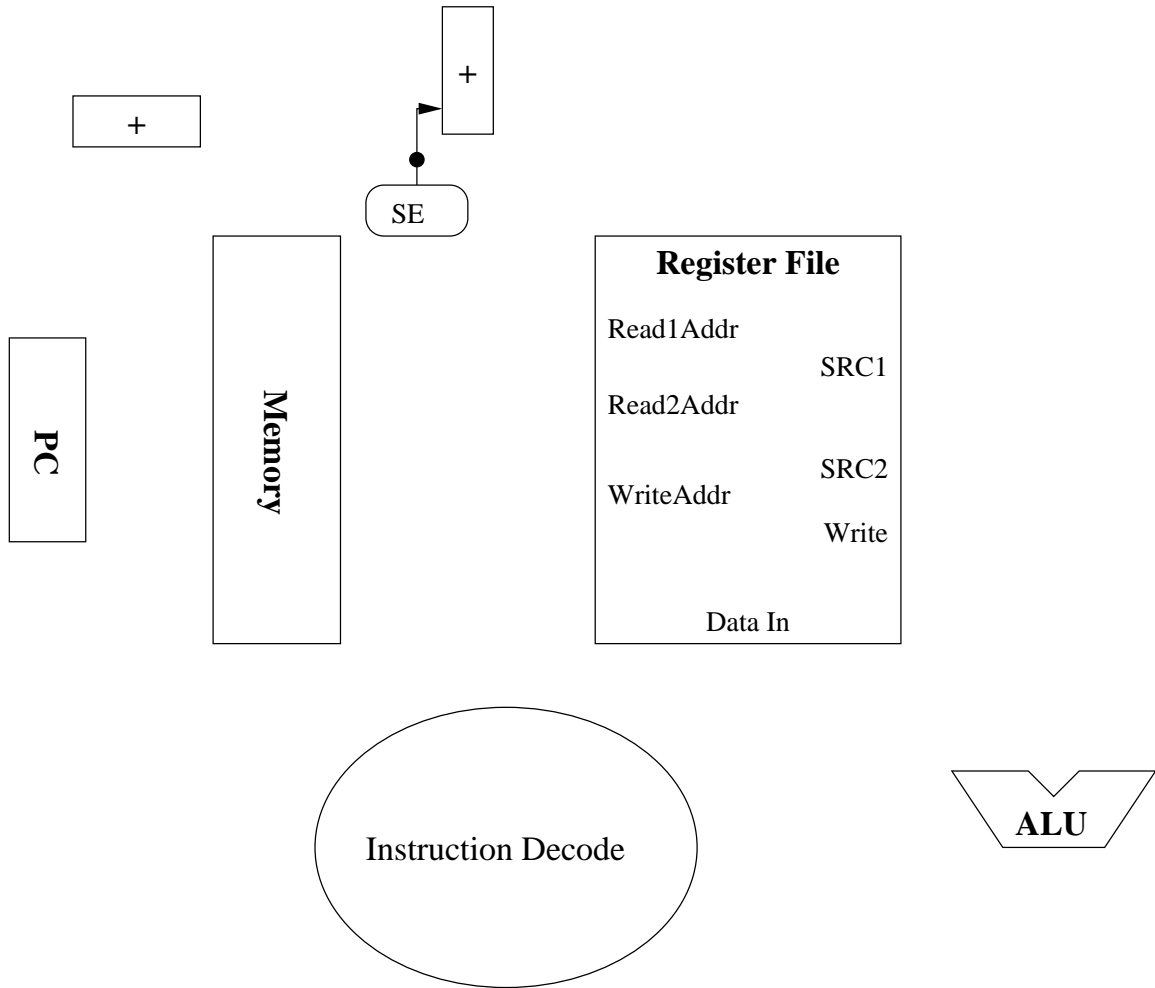 +
+
SE
Register File
Read1Addr
SRC1
Read2Addr
SRC2
WriteAddr
Write
Data In
Memory
PC
Instruction Decode
ALU